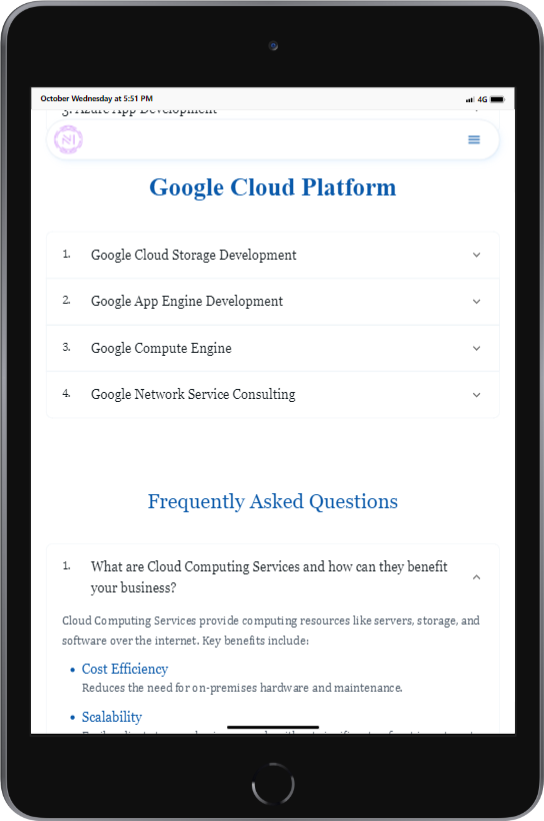 October Wednesday at 5:51 PM
4G
3. Azure App Development
Google Cloud Platform
1. Google Cloud Storage Development
2. Google App Engine Development
3. Google Compute Engine
4. Google Network Service Consulting
Frequently Asked Questions
1. What are Cloud Computing Services and how can they benefit
your business?
Cloud Computing Services provide computing resources like servers, storage, and
software over the internet. Key benefits include:
• Cost Efficiency
Reduces the need for on-premises hardware and maintenance.
• Scalability